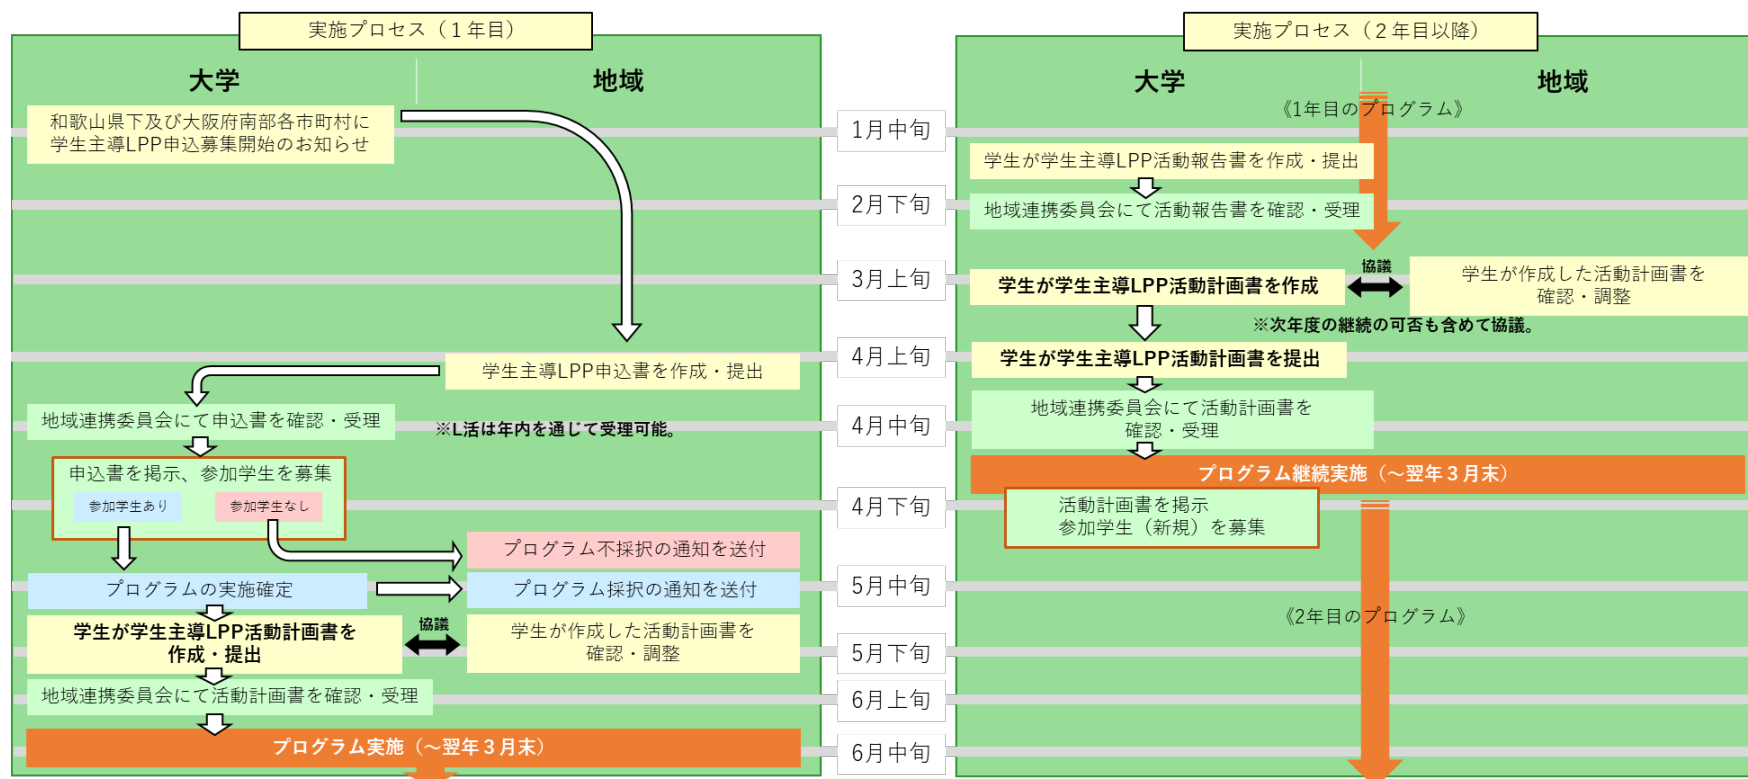 実施プロセス（１年目）
大学
地域
和歌山県下及び大阪府南部各市町村に
学生主導LPP申込募集開始のお知らせ
学生主導LPP申込書を作成・提出
地域連携委員会にて申込書を確認・受理
※L活は年内を通じて受理可能。
申込書を掲示、参加学生を募集
参加学生あり
参加学生なし
プログラム不採択の通知を送付
プログラムの実施確定
プログラム採択の通知を送付
学生が学生主導LPP活動計画書を
作成・提出
協議
学生が作成した活動計画書を
確認・調整
地域連携委員会にて活動計画書を確認・受理
プログラム実施（～翌年３月末）
1月中旬
2月下旬
3月上旬
4月上旬
4月中旬
4月下旬
5月中旬
5月下旬
6月上旬
6月中旬
実施プロセス（２年目以降）
大学
地域
《1年目のプログラム》
学生が学生主導LPP活動報告書を作成・提出
地域連携委員会にて活動報告書を確認・受理
学生が学生主導LPP活動計画書を作成
協議
学生が作成した活動計画書を
確認・調整
※次年度の継続の可否も含めて協議。
学生が学生主導LPP活動計画書を提出
地域連携委員会にて活動計画書を
確認・受理
プログラム継続実施（～翌年３月末）
活動計画書を掲示
参加学生（新規）を募集
《2年目のプログラム》